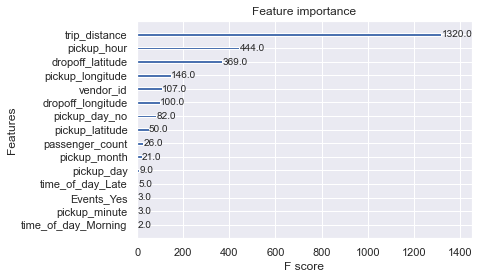 Feature importance
trip_distance 1320.0
pickup_hour 444.0
dropoff_latitude 369.0
pickup_longitude 146.0
vendor_id 107.0
dropoff_longitude 100.0
pickup_day_no 82.0
pickup_latitude 50.0
passenger_count 26.0
pickup_month 21.0
pickup_day 9.0
time_of_day_Late 5.0
Events_Yes 3.0
pickup_minute 3.0
time_of_day_Morning 2.0
Features
0 200 400 600 800 1000 1200 1400
F score